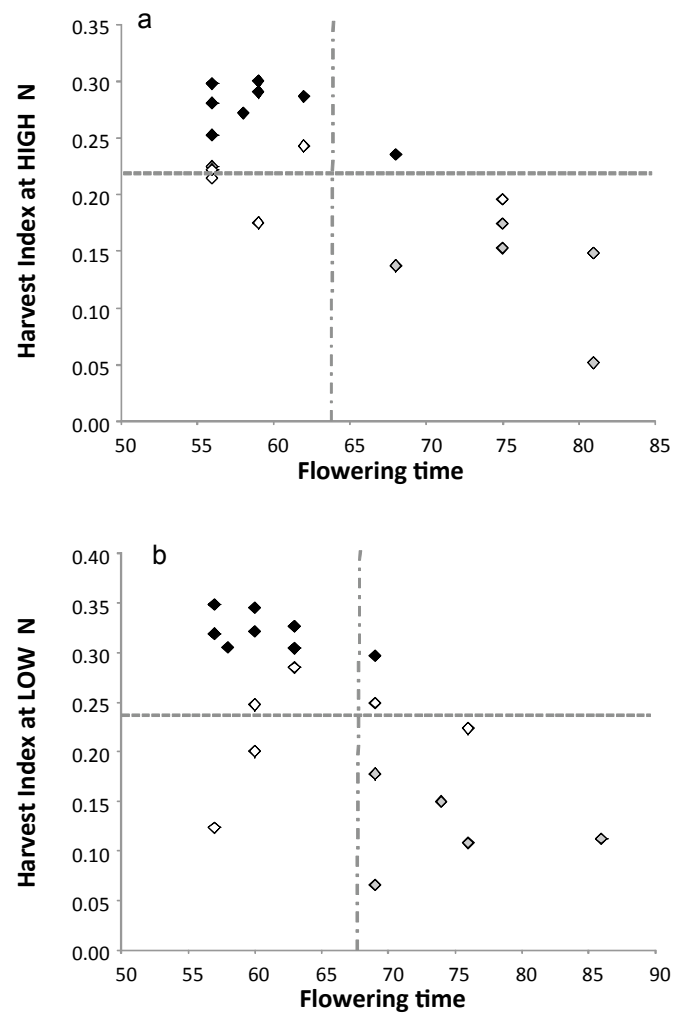 a
Harvest Index at HIGH N
0.35
0.30
0.25
0.20
0.15
0.10
0.05
0.00
50 55 60 65 70 75 80 85
Flowering time
b
Harvest Index at LOW N
0.40
0.35
0.30
0.25
0.20
0.15
0.10
0.05
0.00
50 55 60 65 70 75 80 85 90
Flowering time